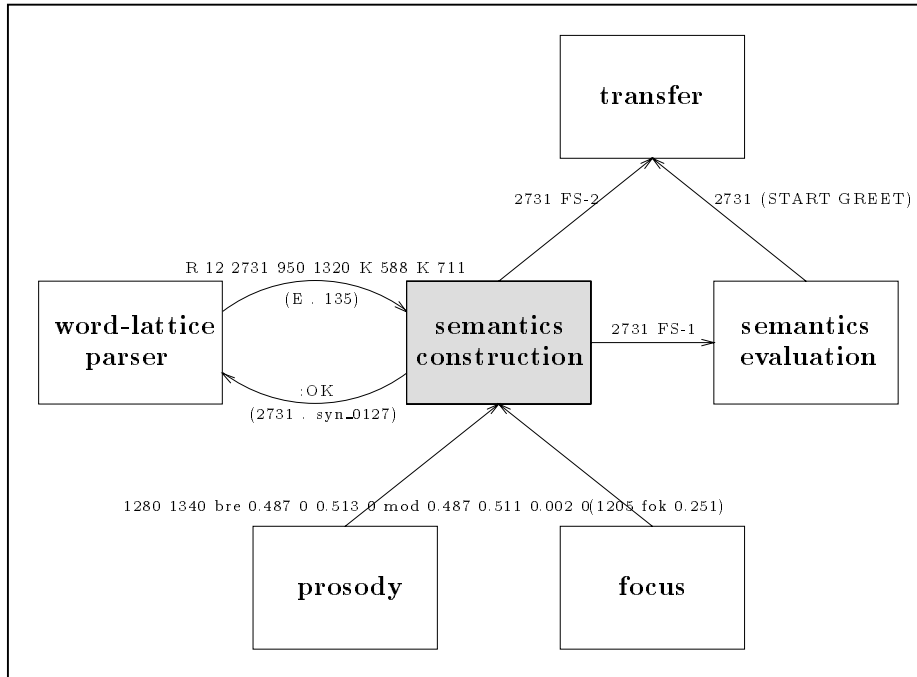 transfer
2731 FS-2
2731 (START GREET)
R 12 2731 950 1320 K 588 K 711
(E . 135)
word-lattice
parser
semantics
construction
2731 FS-1
semantics
evaluation
:OK
(2731 . syn_0127)
1280 1340 bre 0.487 0 0.513 0 mod 0.487 0.511 0.002 0
(1205 fok 0.251)
prosody
focus